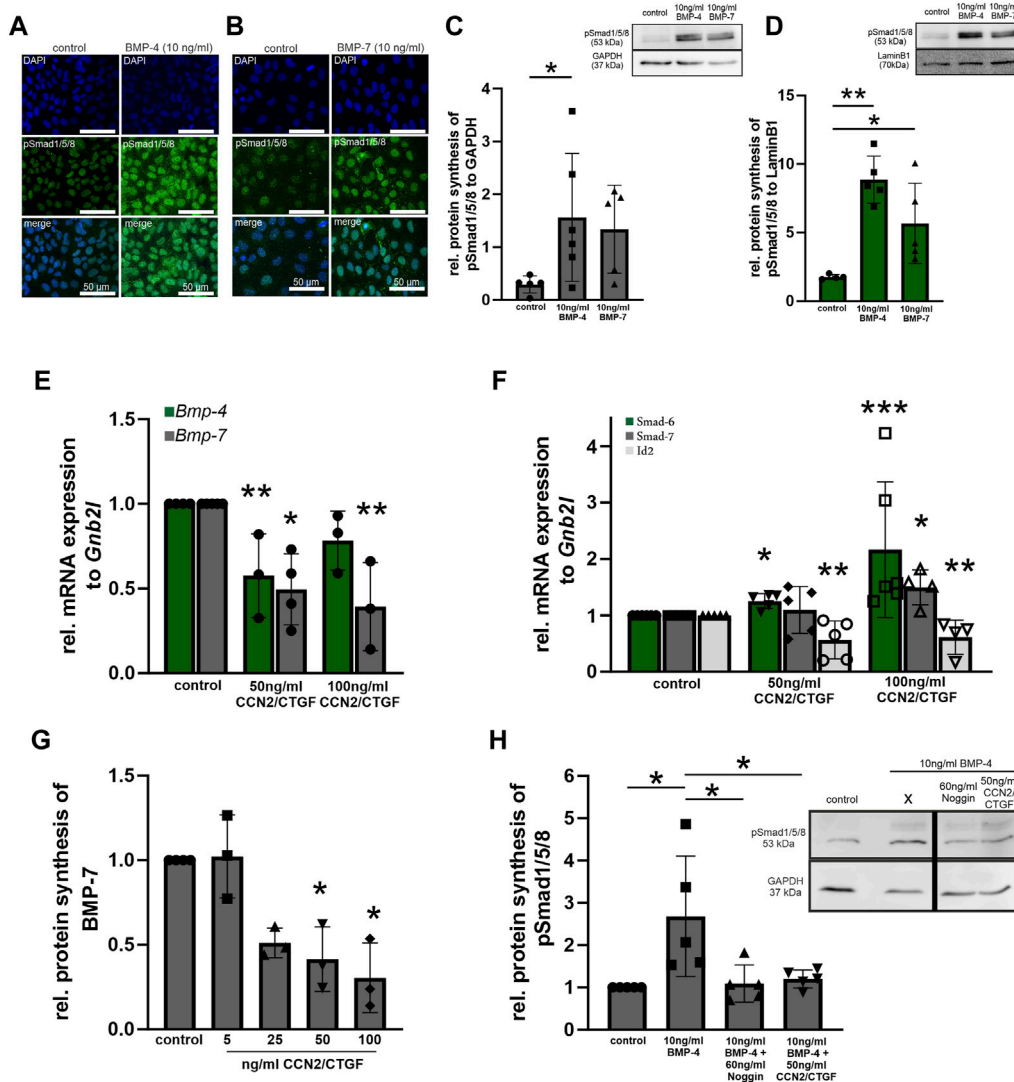 A
control
BMP-4 (10 ng/ml)
DAPI
pSmad1/5/8
pSmad1/5/8
merge
50 µm
50 µm
B
control
BMP-7 (10 ng/ml)
DAPI
pSmad1/5/8
pSmad1/5/8
merge
50 µm
50 µm
C
control
10ng/ml
BMP-4
10ng/ml
BMP-7
pSmad1/5/8
(53 kDa)
GAPDH
(37 kDa)
rel. protein synthesis of
pSmad1/5/8 to GAPDH
4
3
2
1
0
*
control
10ng/ml
BMP-4
10ng/ml
BMP-7
D
control
10ng/ml
BMP-4
10ng/ml
BMP-7
pSmad1/5/8
(53 kDa)
LaminB1
(70kDa)
rel. protein synthesis of
pSmad1/5/8 to LaminB1
15
10
5
0
**
*
control
10ng/ml
BMP-4
10ng/ml
BMP-7
E
rel. mRNA expression
to Gnb2l
1.5
1.0
0.5
0.0
Bmp-4
Bmp-7
**
*
**
control
50ng/ml
CCN2/CTGF
100ng/ml
CCN2/CTGF
F
rel. mRNA expression
to Gnb2l
4
2
1
0
Smad-6
Smad-7
Id2
*
**
***
*
**
control
50ng/ml
CCN2/CTGF
100ng/ml
CCN2/CTGF
G
rel. protein synthesis of
BMP-7
1.5
1.0
0.5
0.0
*
*
control
5
25
50
100
ng/ml CCN2/CTGF
H
rel. protein synthesis of
pSmad1/5/8
6
5
4
3
2
1
0
*
*
*
control
10ng/ml
BMP-4
10ng/ml
BMP-4 +
60ng/ml
Noggin
10ng/ml
BMP-4 +
50ng/ml
CCN2/CTGF
10ng/ml BMP-4
control
X
60ng/ml
Noggin
50ng/m
CCN2/
CTGF
pSmad1/5/8
53 kDa
GAPDH
37 kDa